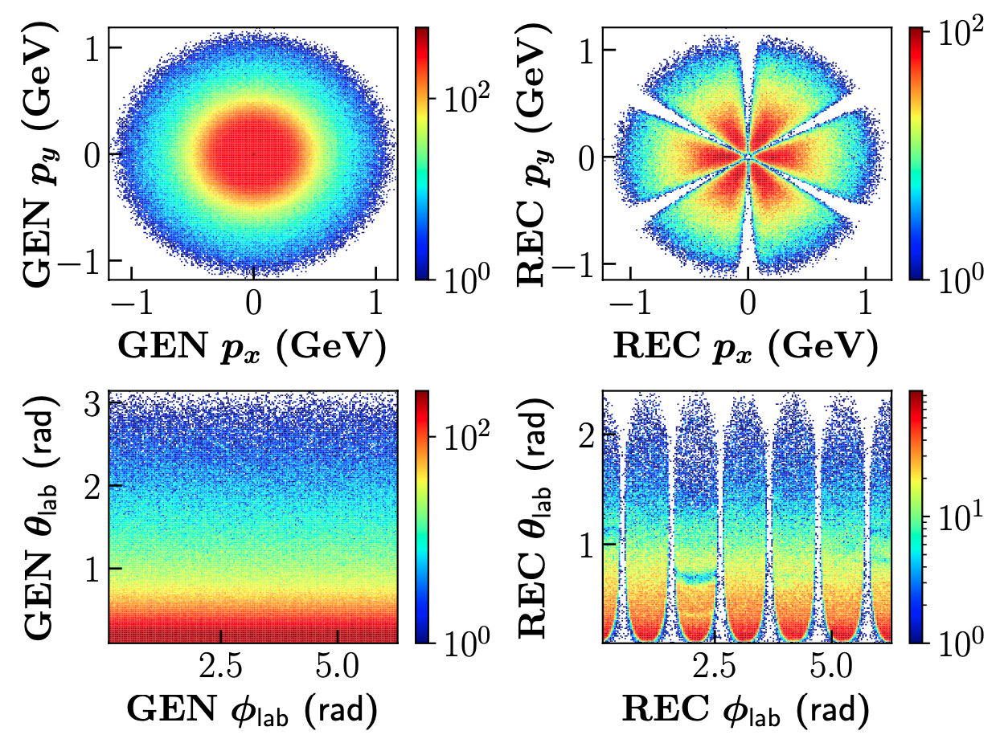 GEN p_y (GeV)
1
0
−1
−1 0 1
GEN p_x (GeV)
10^2
10^0
REC p_y (GeV)
1
0
−1
−1 0 1
REC p_x (GeV)
10^2
10^0
GEN θ_lab (rad)
3
2
1
2.5 5.0
GEN ϕ_lab (rad)
10^2
10^0
REC θ_lab (rad)
2
1
2.5 5.0
REC ϕ_lab (rad)
10^1
10^0